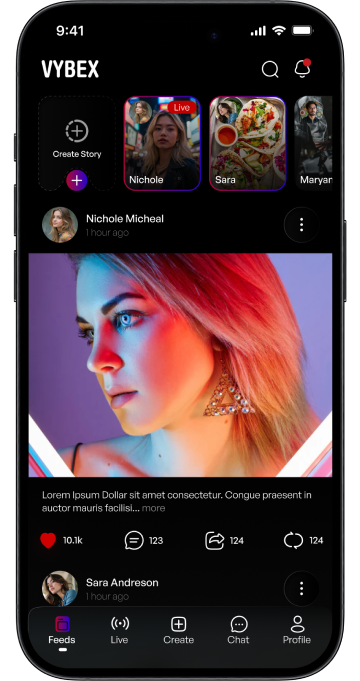 9:41
VYBEX
Live
Create Story
Nichole
Sara
Maryam
Nichole Micheal
1 hour ago
Lorem Ipsum Dollar sit amet consectetur. Congue praesent in
auctor mauris facilisi... more
10.1k
123
124
124
Sara Andreson
1 hour ago
Feeds
Live
Create
Chat
Profile